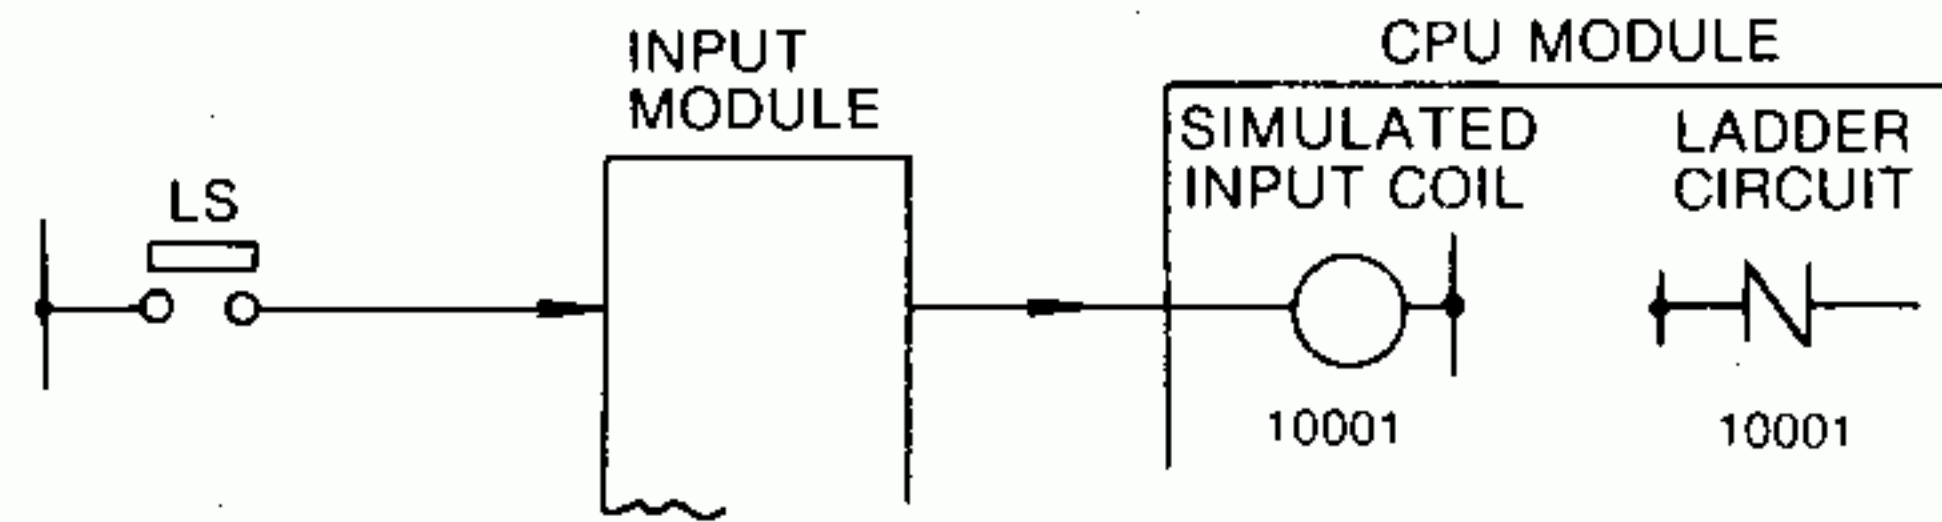 LS
INPUT
MODULE
CPU MODULE
SIMULATED
INPUT COIL
LADDER
CIRCUIT
10001
10001